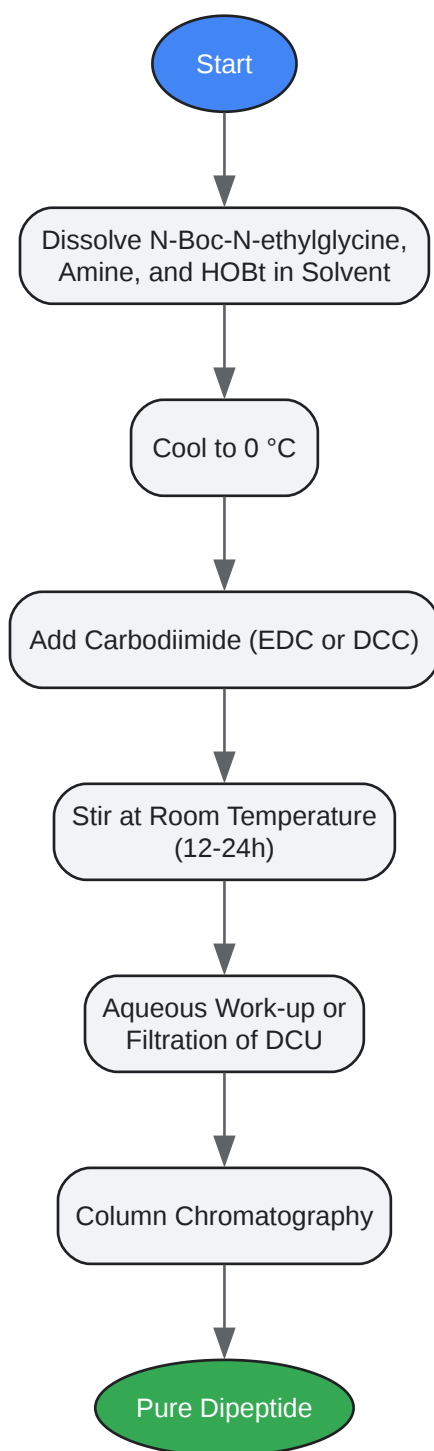 Start
Dissolve N-Boc-N-ethylglycine,
Amine, and HOBt in Solvent
Cool to 0 °C
Add Carbodiimide (EDC or DCC)
Stir at Room Temperature
(12-24h)
Aqueous Work-up or
Filtration of DCU
Column Chromatography
Pure Dipeptide